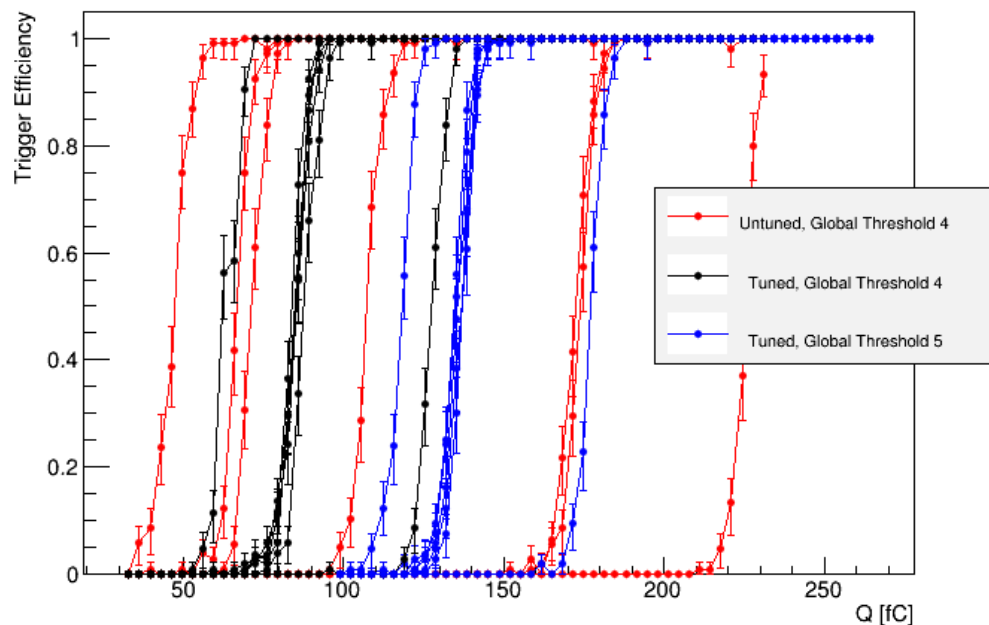 Trigger Efficiency
1
0.8
0.6
0.4
0.2
0
50
100
150
200
250
Q [fC]
Untuned, Global Threshold 4
Tuned, Global Threshold 4
Tuned, Global Threshold 5